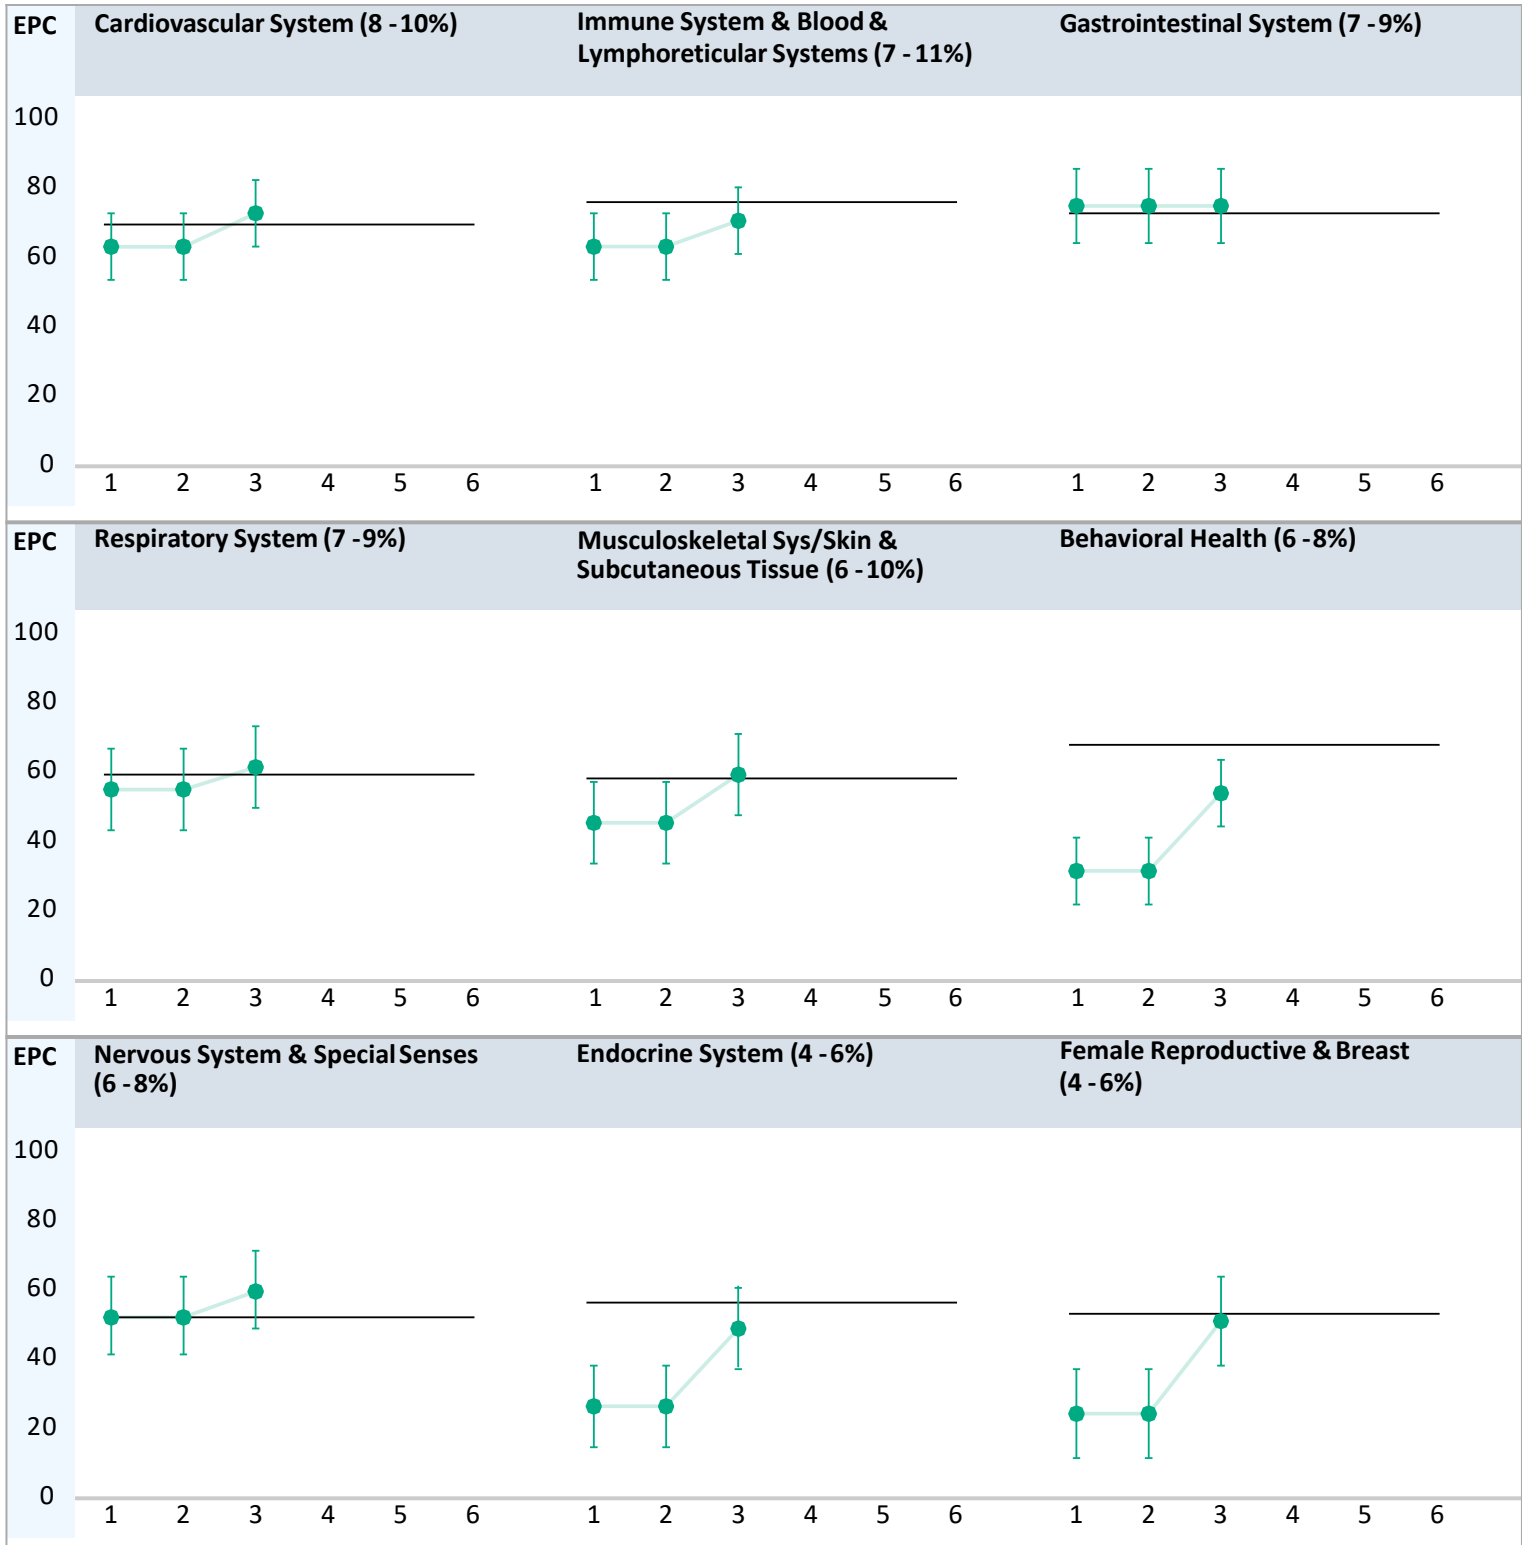 EPC
Cardiovascular System (8 - 10%)
Immune System & Blood &
Lymphoreticular Systems (7 - 11%)
Gastrointestinal System (7 - 9%)
100
80
60
40
20
0
1 2 3 4 5 6
1 2 3 4 5 6
1 2 3 4 5 6
EPC
Respiratory System (7 - 9%)
Musculoskeletal Sys/Skin &
Subcutaneous Tissue (6 - 10%)
Behavioral Health (6 - 8%)
100
80
60
40
20
0
1 2 3 4 5 6
1 2 3 4 5 6
1 2 3 4 5 6
EPC
Nervous System & Special Senses
(6 - 8%)
Endocrine System (4 - 6%)
Female Reproductive & Breast
(4 - 6%)
100
80
60
40
20
0
1 2 3 4 5 6
1 2 3 4 5 6
1 2 3 4 5 6